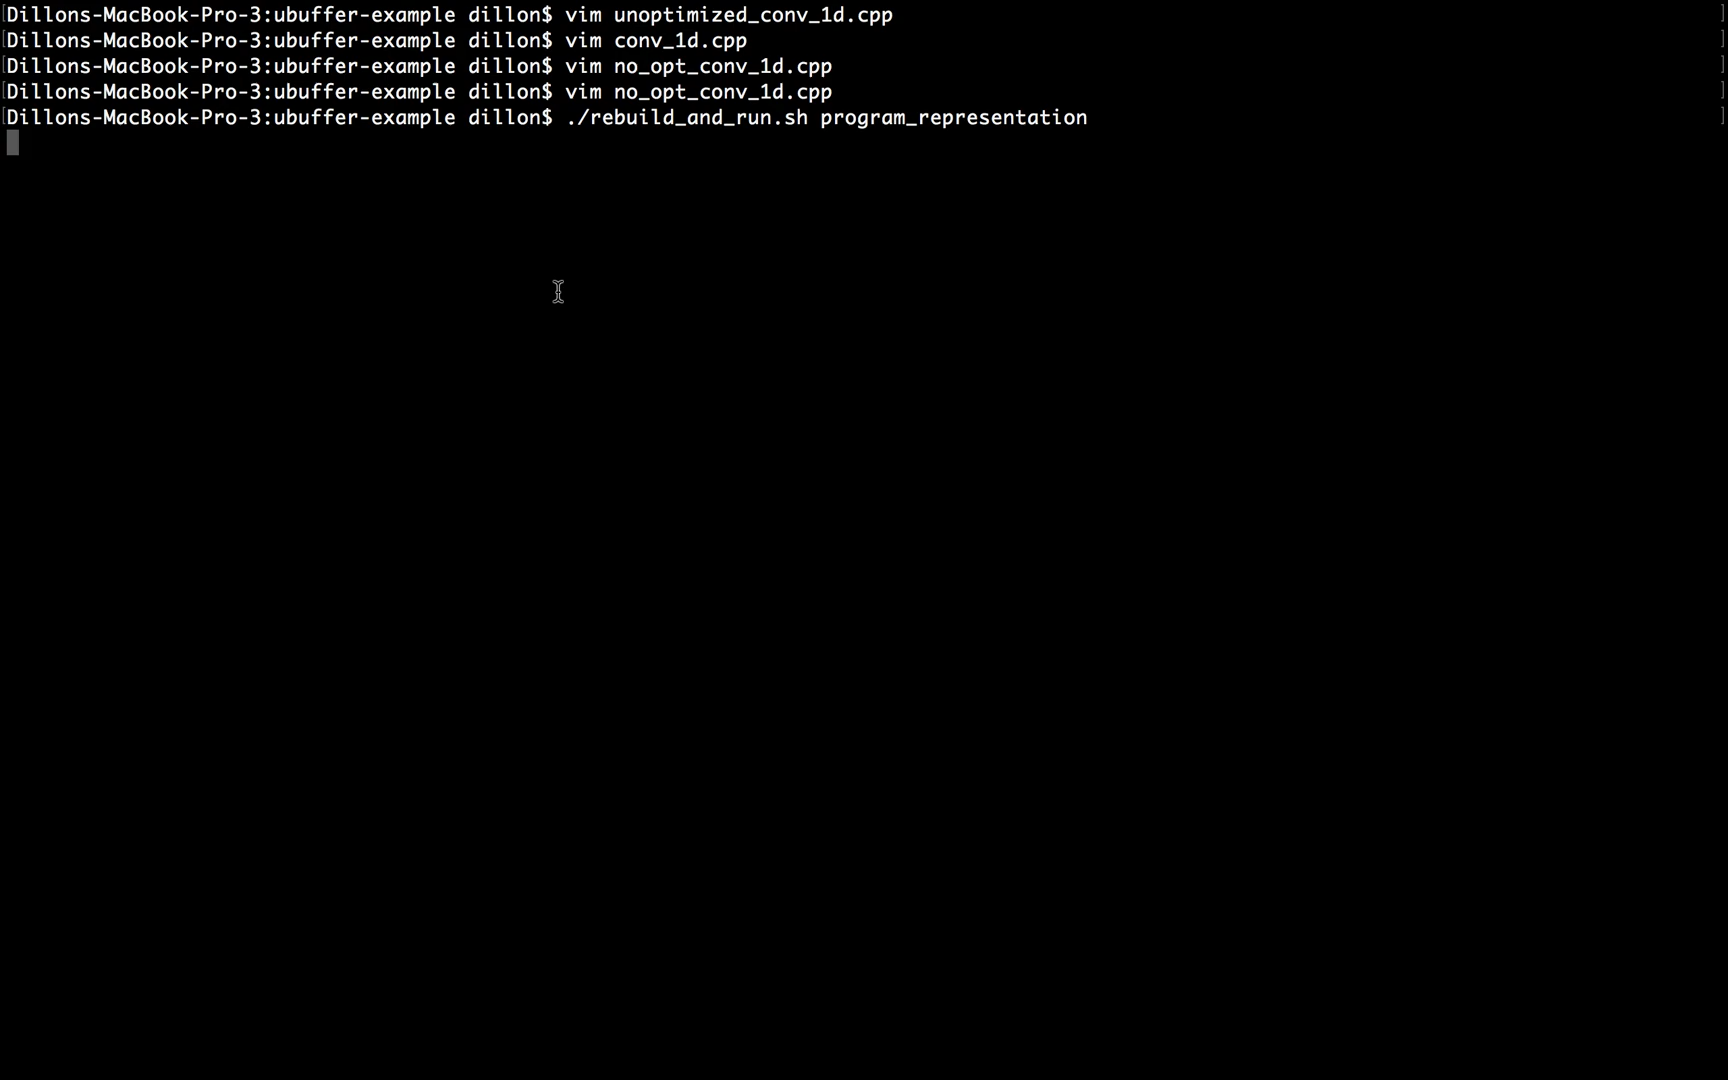 [Dillons-MacBook-Pro-3:ubuffer-example dillon$ vim unoptimized_conv_1d.cpp ]
[Dillons-MacBook-Pro-3:ubuffer-example dillon$ vim conv_1d.cpp ]
[Dillons-MacBook-Pro-3:ubuffer-example dillon$ vim no_opt_conv_1d.cpp ]
[Dillons-MacBook-Pro-3:ubuffer-example dillon$ vim no_opt_conv_1d.cpp ]
[Dillons-MacBook-Pro-3:ubuffer-example dillon$ ./rebuild_and_run.sh program_representation ]